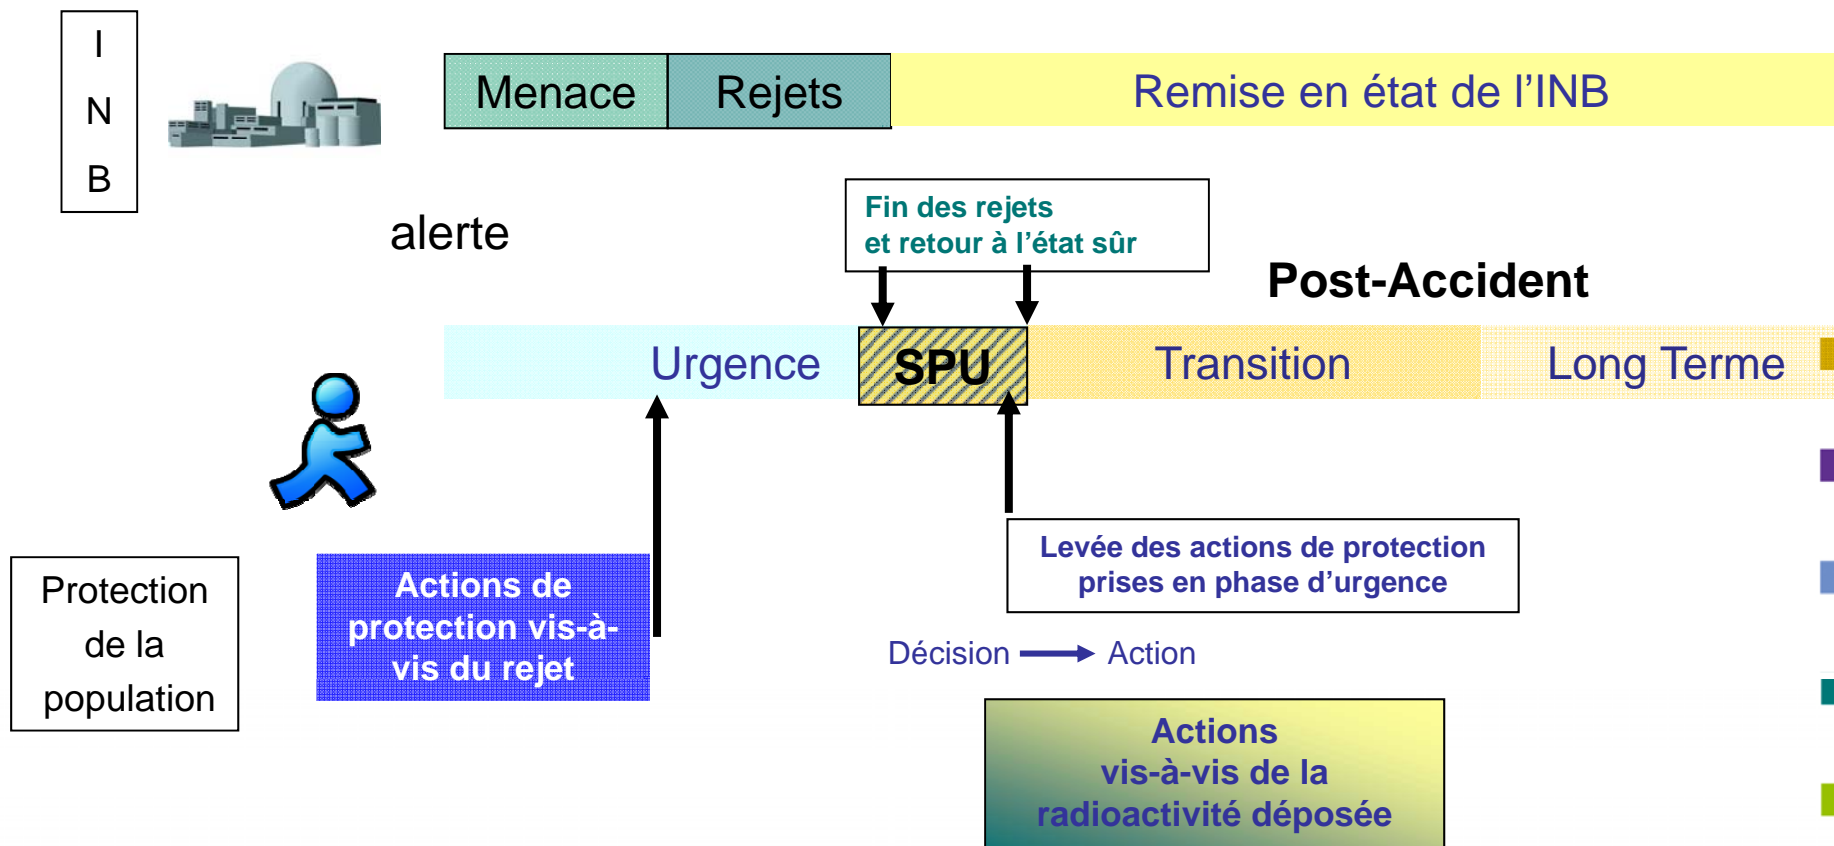 I
N
B
Menace
Rejets
Remise en état de l'INB
alerte
Fin des rejets
et retour à l'état sûr
Post-Accident
Urgence
SPU
Transition
Long Terme
Protection
de la
population
Actions de
protection vis-à-
vis du rejet
Levée des actions de protection
prises en phase d'urgence
Décision
Action
Actions
vis-à-vis de la
radioactivité déposée